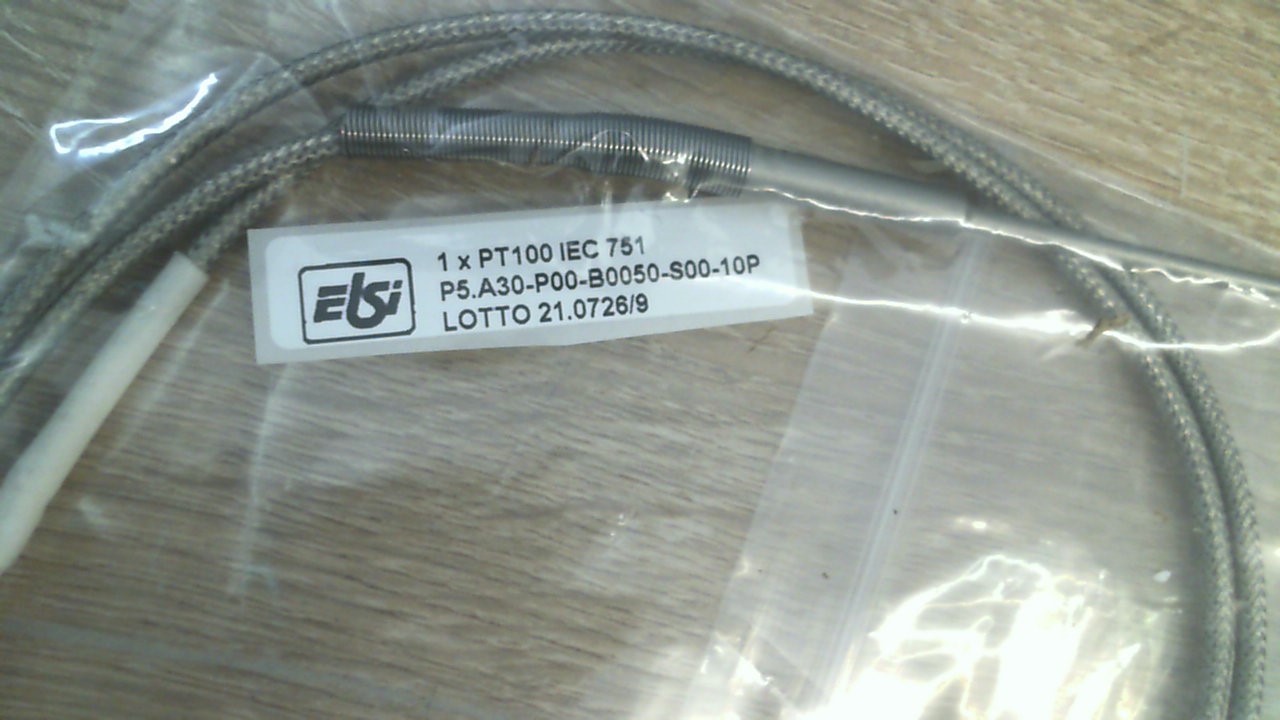 Elsi
1 x PT100 IEC 751
P5.A30-P00-B0050-S00-10P
LOTTO 21.0726/9